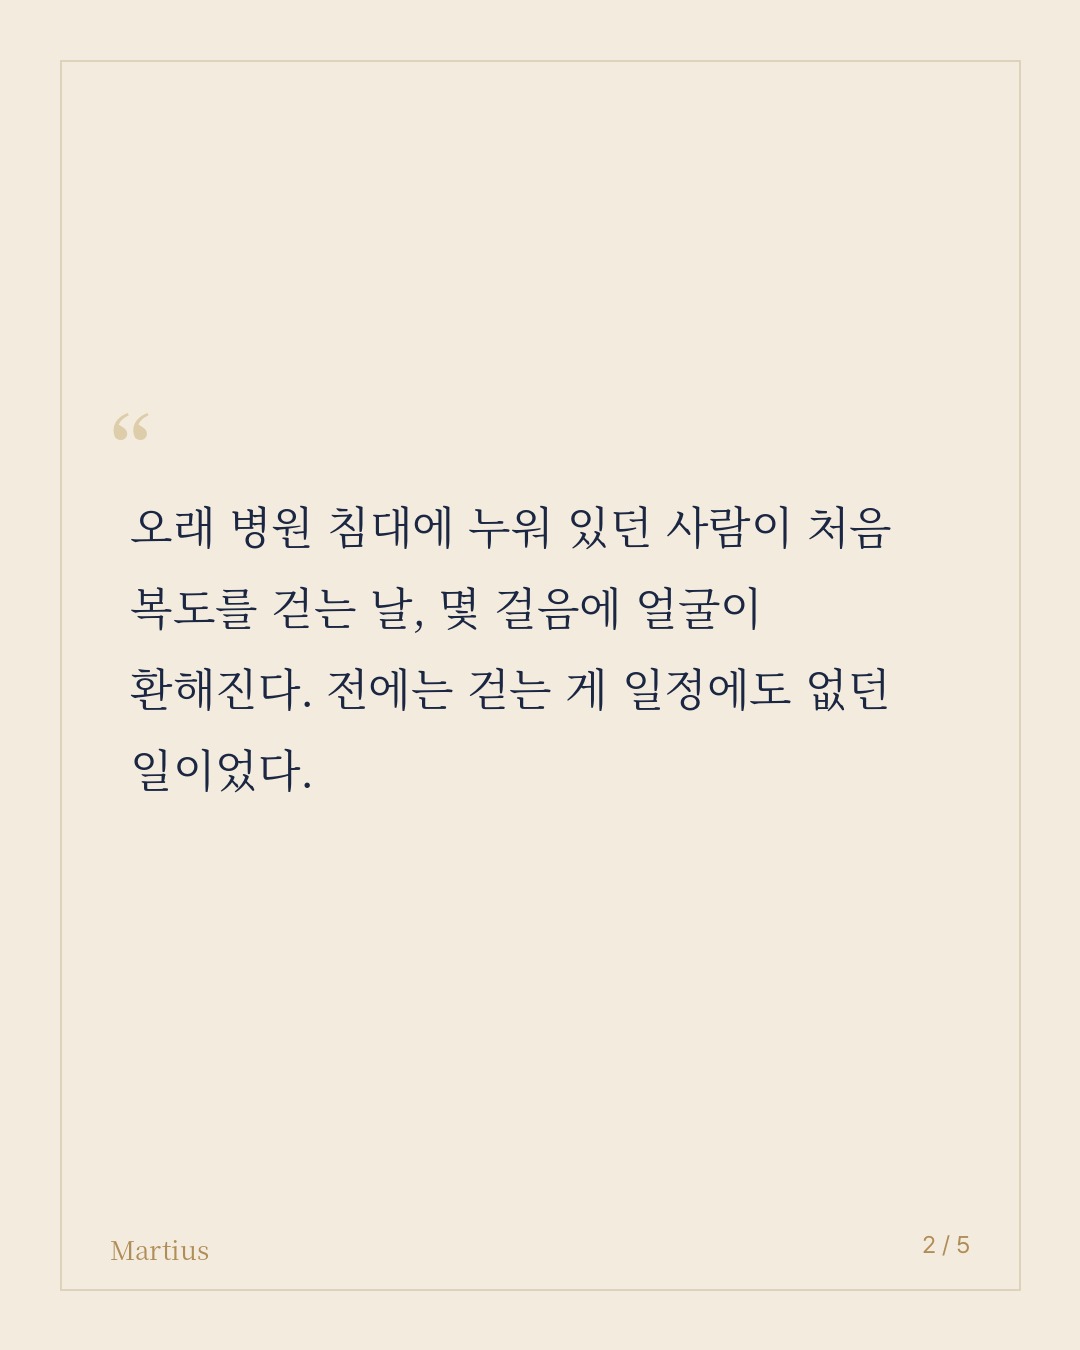 “
오래 병원 침대에 누워 있던 사람이 처음
복도를 걷는 날, 몇 걸음에 얼굴이
환해진다. 전에는 걷는 게 일정에도 없던
일이었다.
Martius
2 / 5